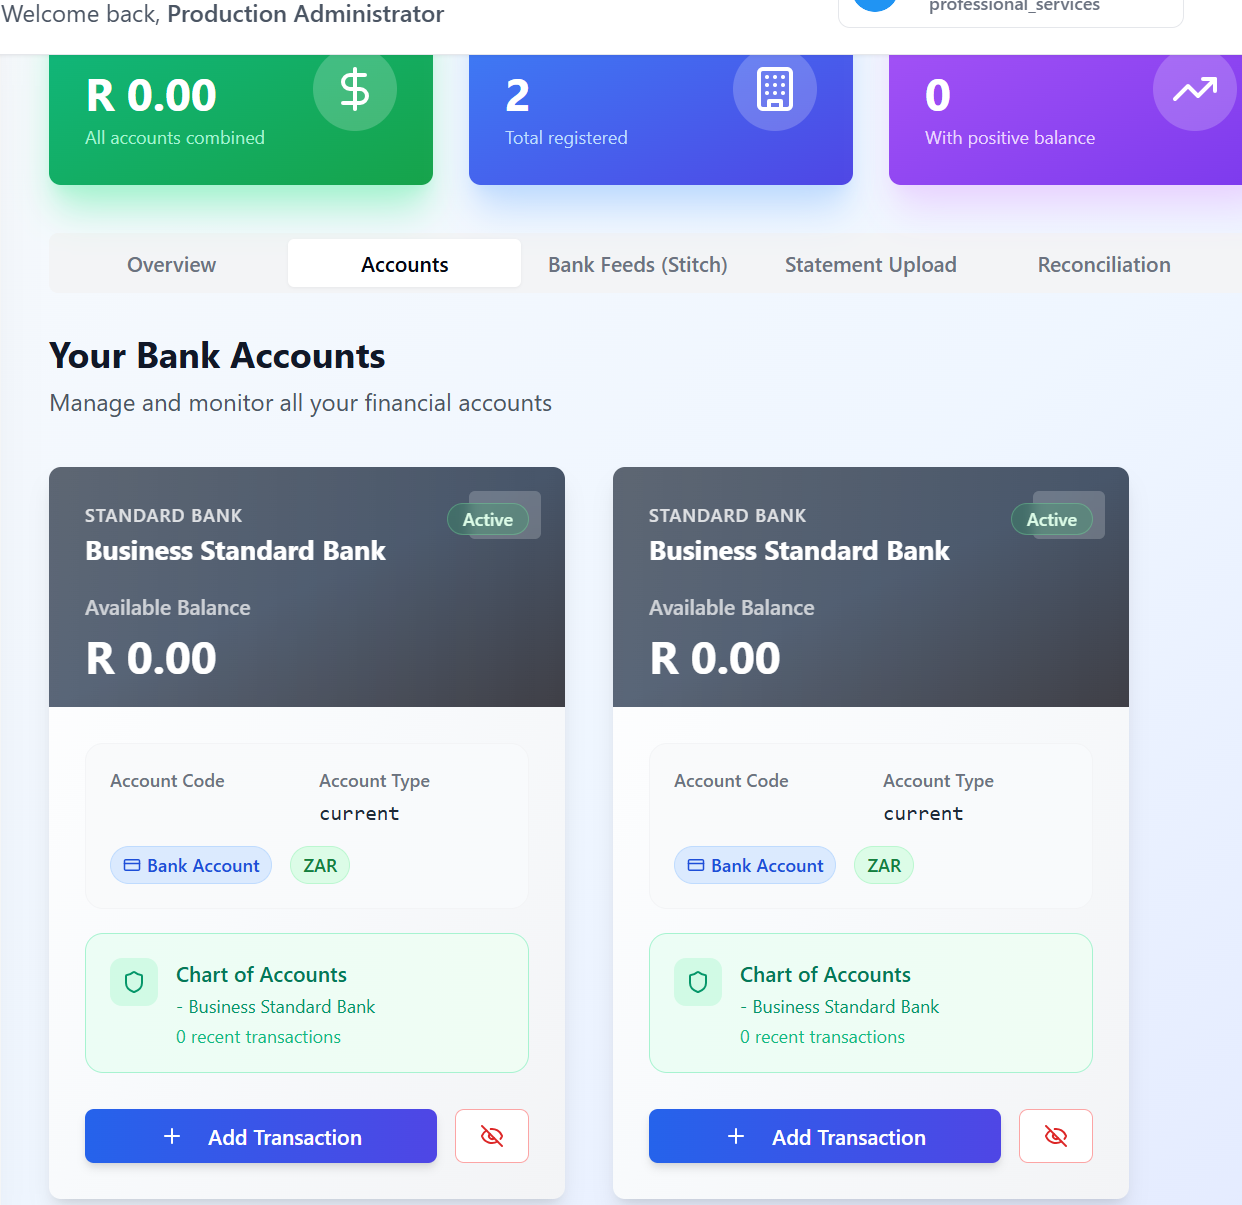 Welcome back, Production Administrator
professional_services
R 0.00
All accounts combined
2
Total registered
0
With positive balance
Overview
Accounts
Bank Feeds (Stitch)
Statement Upload
Reconciliation
Your Bank Accounts
Manage and monitor all your financial accounts
STANDARD BANK
Active
Business Standard Bank
Available Balance
R 0.00
Account Code
Account Type
current
Bank Account
ZAR
Chart of Accounts
- Business Standard Bank
0 recent transactions
+ Add Transaction
STANDARD BANK
Active
Business Standard Bank
Available Balance
R 0.00
Account Code
Account Type
current
Bank Account
ZAR
Chart of Accounts
- Business Standard Bank
0 recent transactions
+ Add Transaction